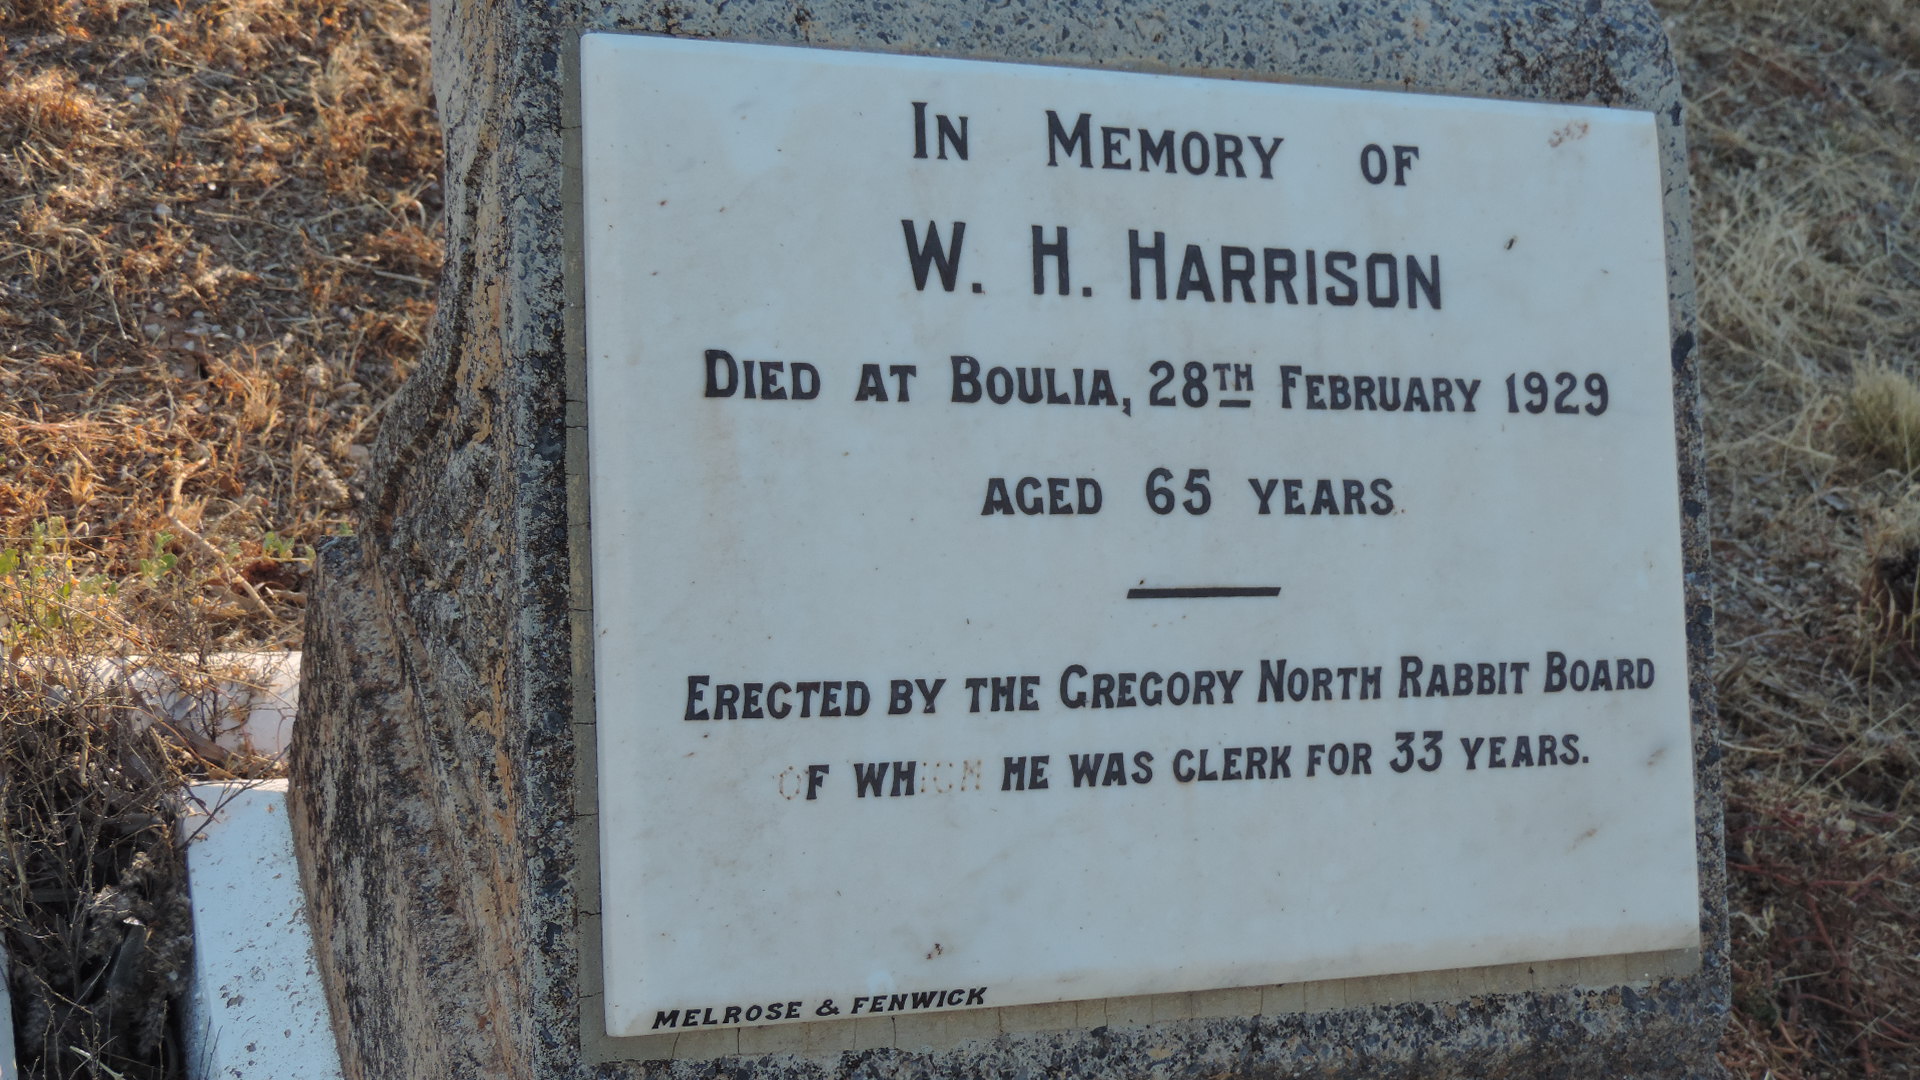 IN MEMORY OF
W. H. HARRISON
DIED AT BOULIA, 28TH FEBRUARY 1929
AGED 65 YEARS.
ERECTED BY THE GREGORY NORTH RABBIT BOARD
OF WHICH HE WAS CLERK FOR 33 YEARS.
MELROSE & FENWICK